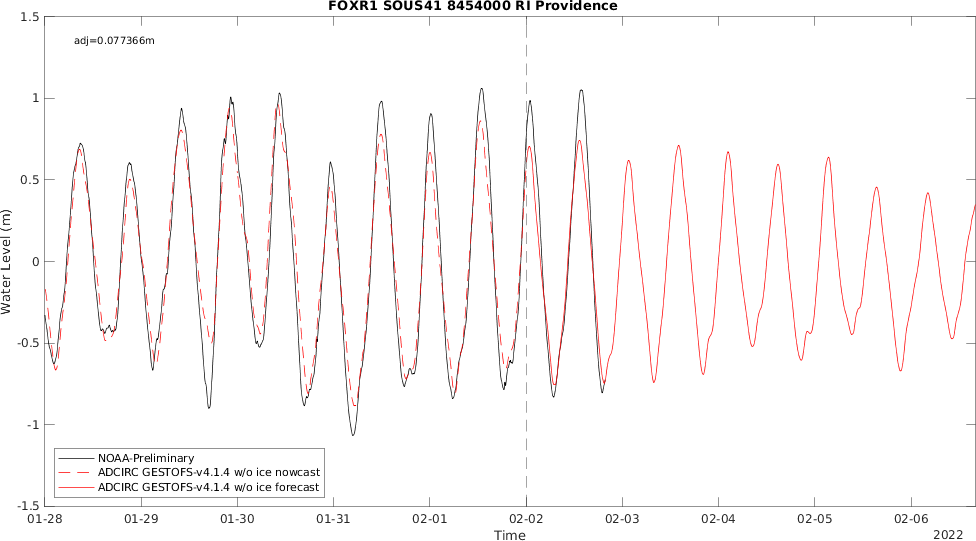 FOXR1 SOUS41 8454000 RI Providence
adj=0.077366m
1.5
1
0.5
0
-0.5
-1
-1.5
Water Level (m)
NOAA-Preliminary
ADCIRC GESTOFS-v4.1.4 w/o ice nowcast
ADCIRC GESTOFS-v4.1.4 w/o ice forecast
01-28 01-29 01-30 01-31 02-01 02-02 02-03 02-04 02-05 02-06
Time
2022